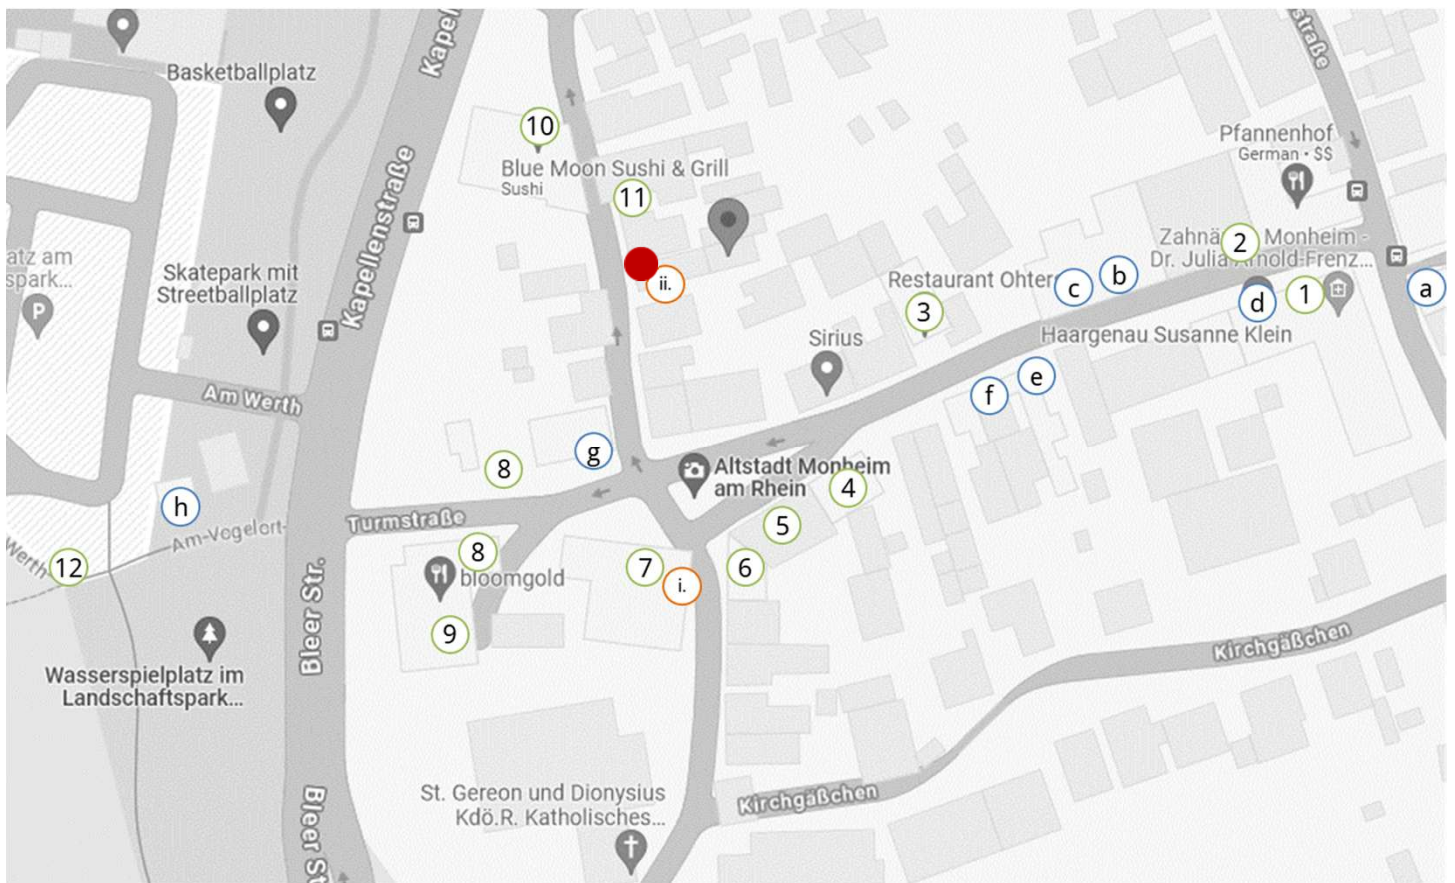 Kapel
straße
Basketballplatz
10
Pfannenhof
German • $$
Blue Moon Sushi & Grill
Sushi
Kapellenstraße
11
2
Zahnä
Monheim -
Dr. Julia Arnold-Frenz...
atz am
spark...
P
Skatepark mit
Streetballplatz
ii.
Restaurant Ohters
c
b
d
1
a
3
Haargenau Susanne Klein
Sirius
e
f
Am Werth
g
8
Altstadt Monheim
am Rhein
4
h
Turmstraße
5
Am-Vogelort-
Werth
12
8
bloomgold
7
i.
6
9
Bleer Str.
Wasserspielplatz im
Landschaftspark...
Kirchgäßchen
St. Gereon und Dionysius
Kdö.R. Katholisches...
Kirchgäßchen
Bleer St